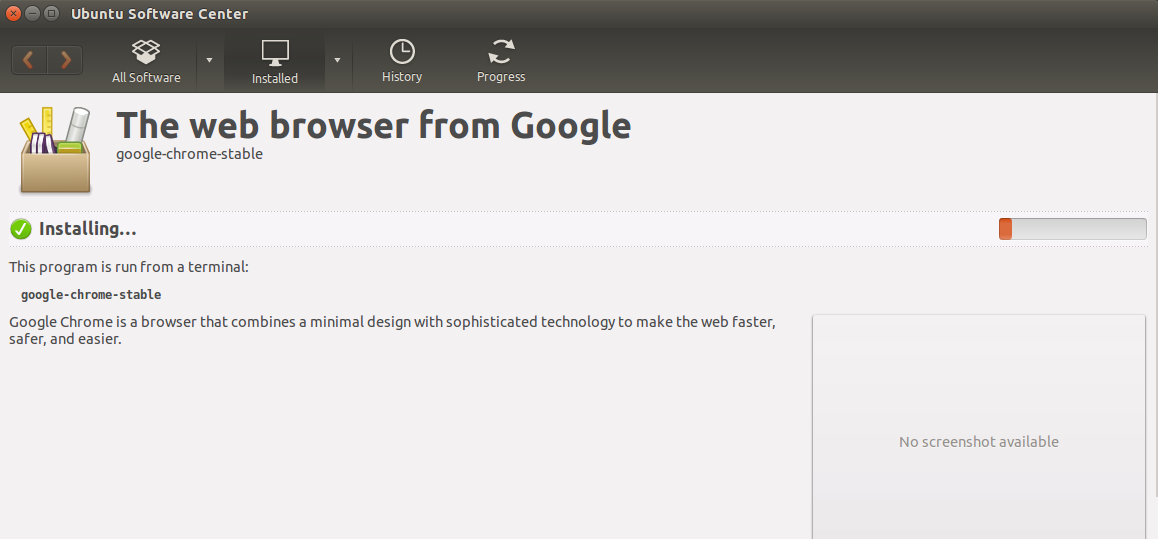 Ubuntu Software Center
All Software
Installed
History
Progress
The web browser from Google
google-chrome-stable
Installing...
This program is run from a terminal:
google-chrome-stable
Google Chrome is a browser that combines a minimal design with sophisticated technology to make the web faster,
safer, and easier.
No screenshot available